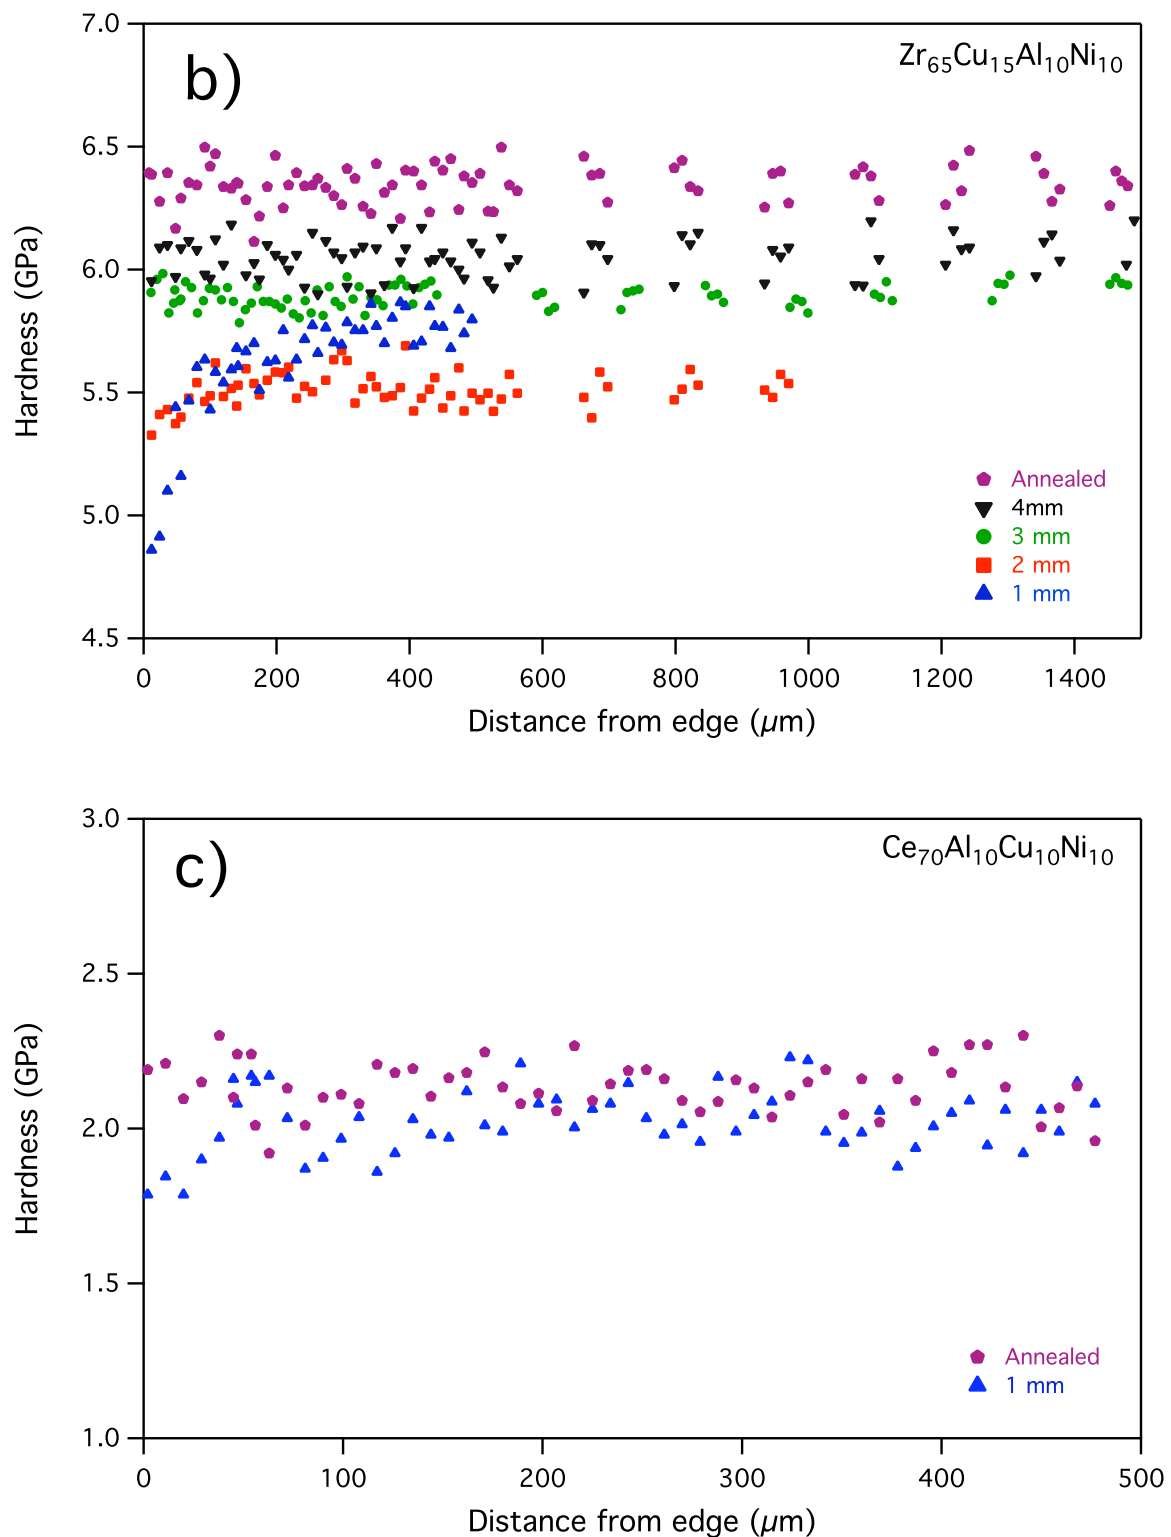 7.0
b)
Zr₆₅Cu₁₅Al₁₀Ni₁₀
6.5
6.0
5.5
5.0
4.5
Hardness (GPa)
Annealed
4mm
3 mm
2 mm
1 mm
0 200 400 600 800 1000 1200 1400
Distance from edge (µm)
3.0
c)
Ce₇₀Al₁₀Cu₁₀Ni₁₀
2.5
2.0
1.5
1.0
Hardness (GPa)
Annealed
1 mm
0 100 200 300 400 500
Distance from edge (µm)